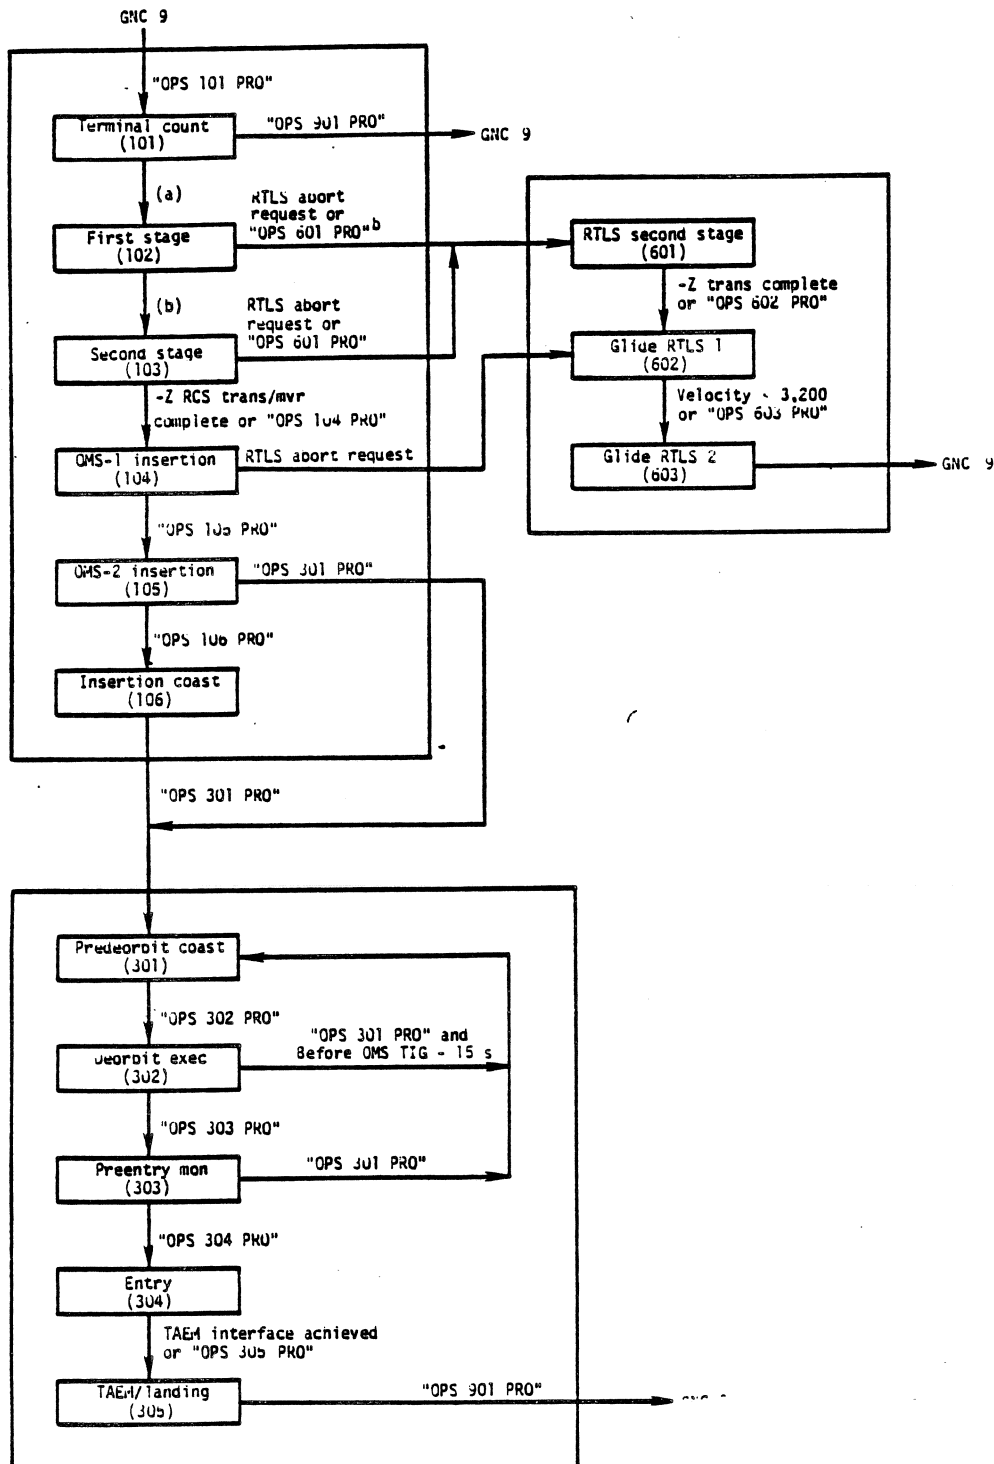 GNC 9
"OPS 101 PRO"
Terminal count
(101)
"OPS 901 PRO"
GNC 9
(a)
RTLS abort
request or
"OPS 601 PRO"b
First stage
(102)
RTLS second stage
(601)
-Z trans complete
or "OPS 602 PRO"
(b)
RTLS abort
request or
"OPS 601 PRO"
Second stage
(103)
Glide RTLS 1
(602)
-Z RCS trans/mvr
complete or "OPS 104 PRO"
Velocity - 3,200
or "OPS 603 PRO"
OMS-1 insertion
(104)
RTLS abort request
Glide RTLS 2
(603)
GNC 9
"OPS 105 PRO"
OMS-2 insertion
(105)
"OPS 301 PRO"
"OPS 106 PRO"
Insertion coast
(106)
"OPS 301 PRO"
Predeorbit coast
(301)
"OPS 302 PRO"
"OPS 301 PRO" and
Before OMS TIG - 15 s
Deorbit exec
(302)
"OPS 303 PRO"
Preentry mon
(303)
"OPS 301 PRO"
"OPS 304 PRO"
Entry
(304)
TAEM interface achieved
or "OPS 305 PRO"
TAEM/landing
(305)
"OPS 901 PRO"